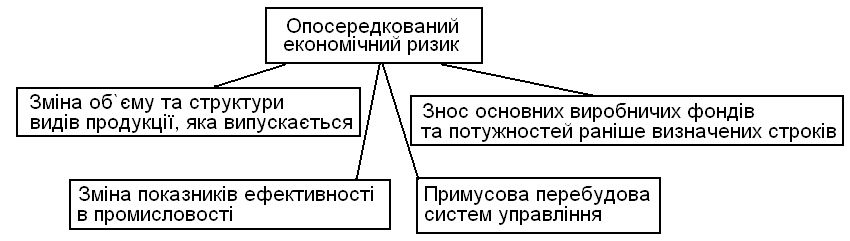 Опосередкований
економічний ризик
Зміна об`єму та структури
видів продукції, яка випускається
Знос основних виробничих фондів
та потужностей раніше визначених строків
Зміна показників ефективності
в промисловості
Примусова перебудова
систем управління